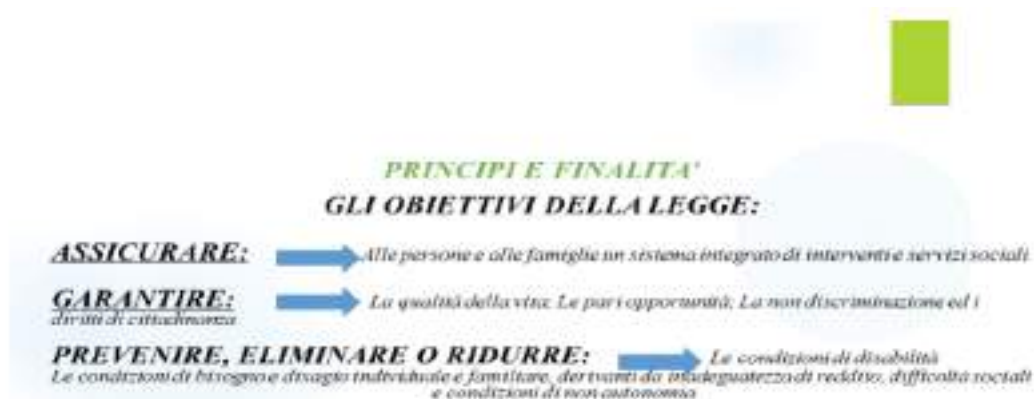 PRINCIPI E FINALITA'
GLI OBIETTIVI DELLA LEGGE:
ASSICURARE: Alle persone e alle famiglie un sistema integrato di interventi e servizi sociali
GARANTIRE: La qualità della vita; Le pari opportunità; La non discriminazione ed i
diritti di cittadinanza
PREVENIRE, ELIMINARE O RIDURRE: Le condizioni di disabilità
Le condizioni di bisogno e disagio individuale e familiare, derivanti da inadeguatezza di reddito, difficoltà sociali
e condizioni di non autonomia